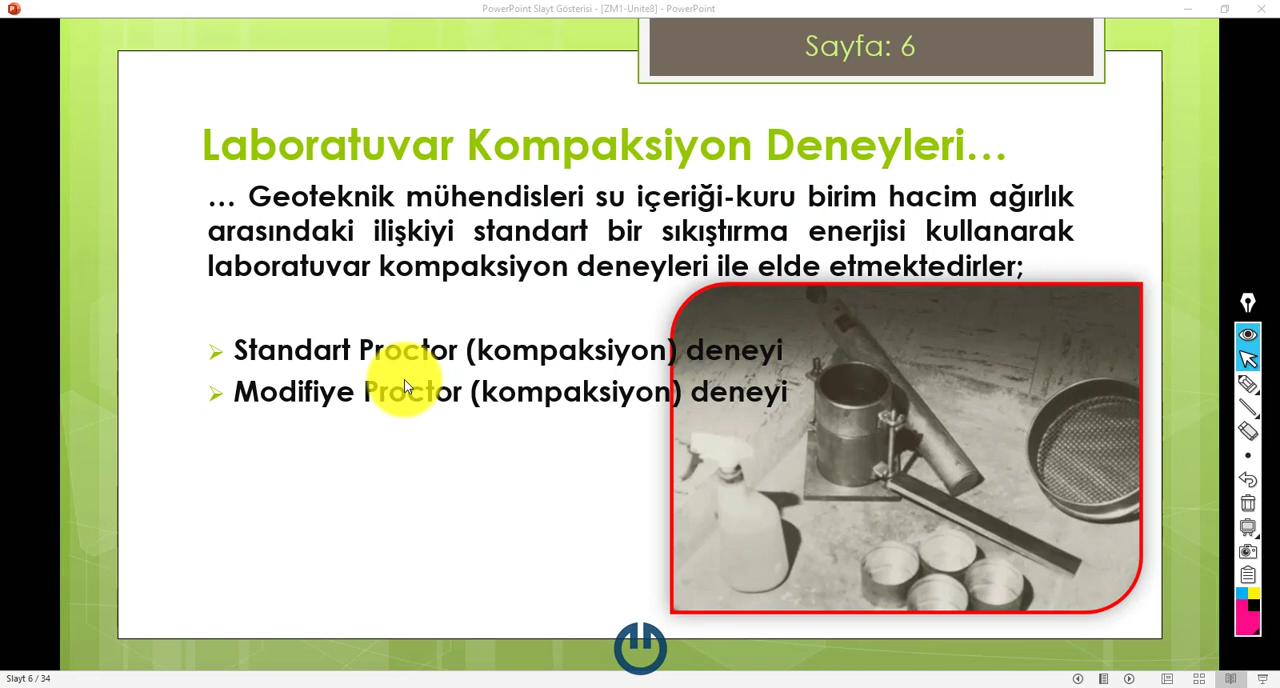 PowerPoint Slayt Gösterisi - [ZM1-Unite8] - PowerPoint
Sayfa: 6
Laboratuvar Kompaksiyon Deneyleri...
... Geoteknik mühendisleri su içeriği-kuru birim hacim ağırlık
arasındaki ilişkiyi standart bir sıkıştırma enerjisi kullanarak
laboratuvar kompaksiyon deneyleri ile elde etmektedirler;
Standart Proctor (kompaksiyon) deneyi
Modifiye Proctor (kompaksiyon) deneyi
Slayt 6 / 34